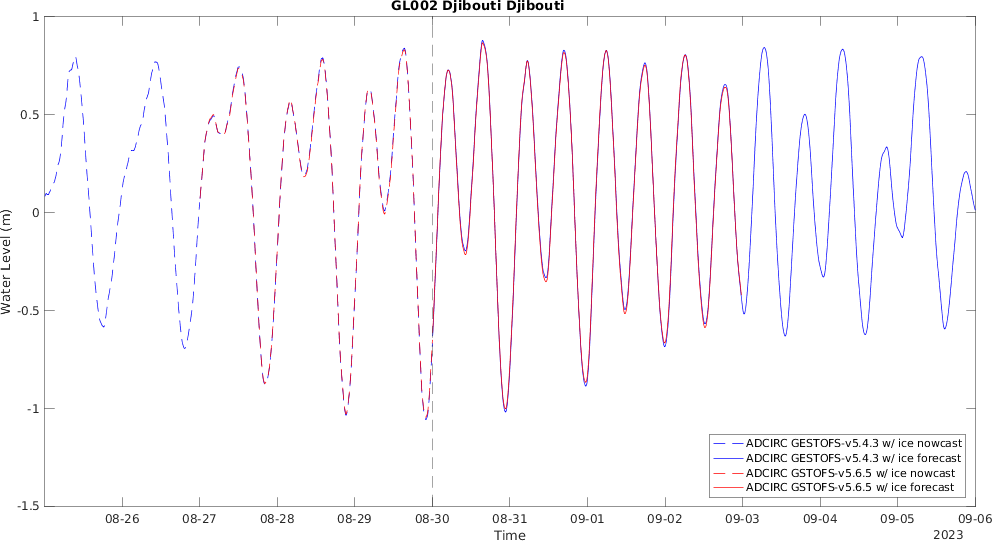 GL002 Djibouti Djibouti
1
0.5
0
-0.5
-1
-1.5
Water Level (m)
ADCIRC GESTOFS-v5.4.3 w/ ice nowcast
ADCIRC GESTOFS-v5.4.3 w/ ice forecast
ADCIRC GSTOFS-v5.6.5 w/ ice nowcast
ADCIRC GSTOFS-v5.6.5 w/ ice forecast
08-26 08-27 08-28 08-29 08-30 08-31 09-01 09-02 09-03 09-04 09-05 09-06
Time
2023